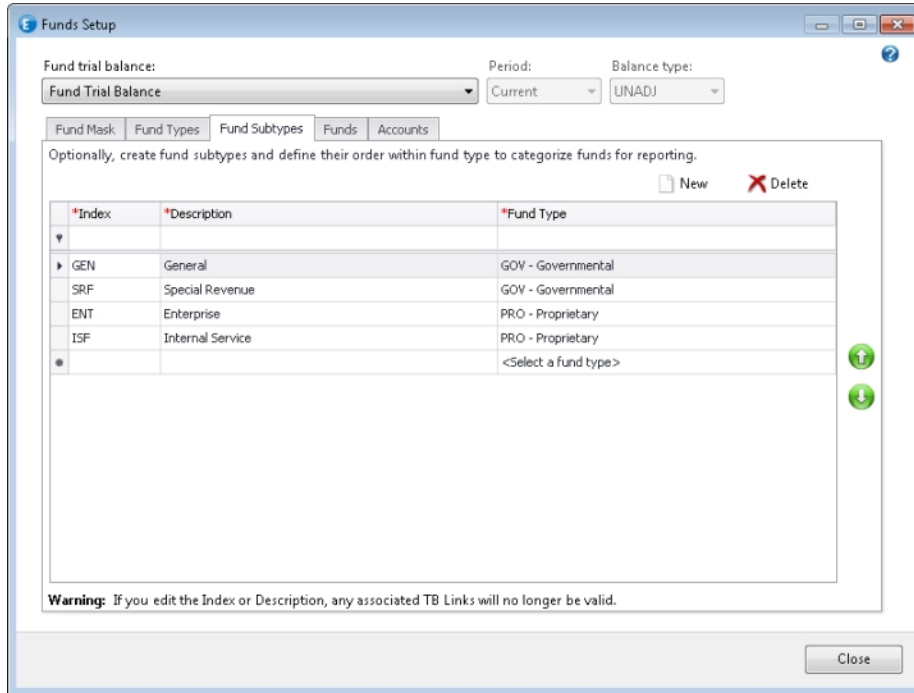 Funds Setup
Fund trial balance: Period: Balance type:
Fund Trial Balance Current UNADJ
Fund Mask Fund Types Fund Subtypes Funds Accounts
Optionally, create fund subtypes and define their order within fund type to categorize funds for reporting.
New Delete
*Index *Description *Fund Type
GEN General GOV - Governmental
SRF Special Revenue GOV - Governmental
ENT Enterprise PRO - Proprietary
ISF Internal Service PRO - Proprietary
<Select a fund type>
Warning: If you edit the Index or Description, any associated TB Links will no longer be valid.
Close